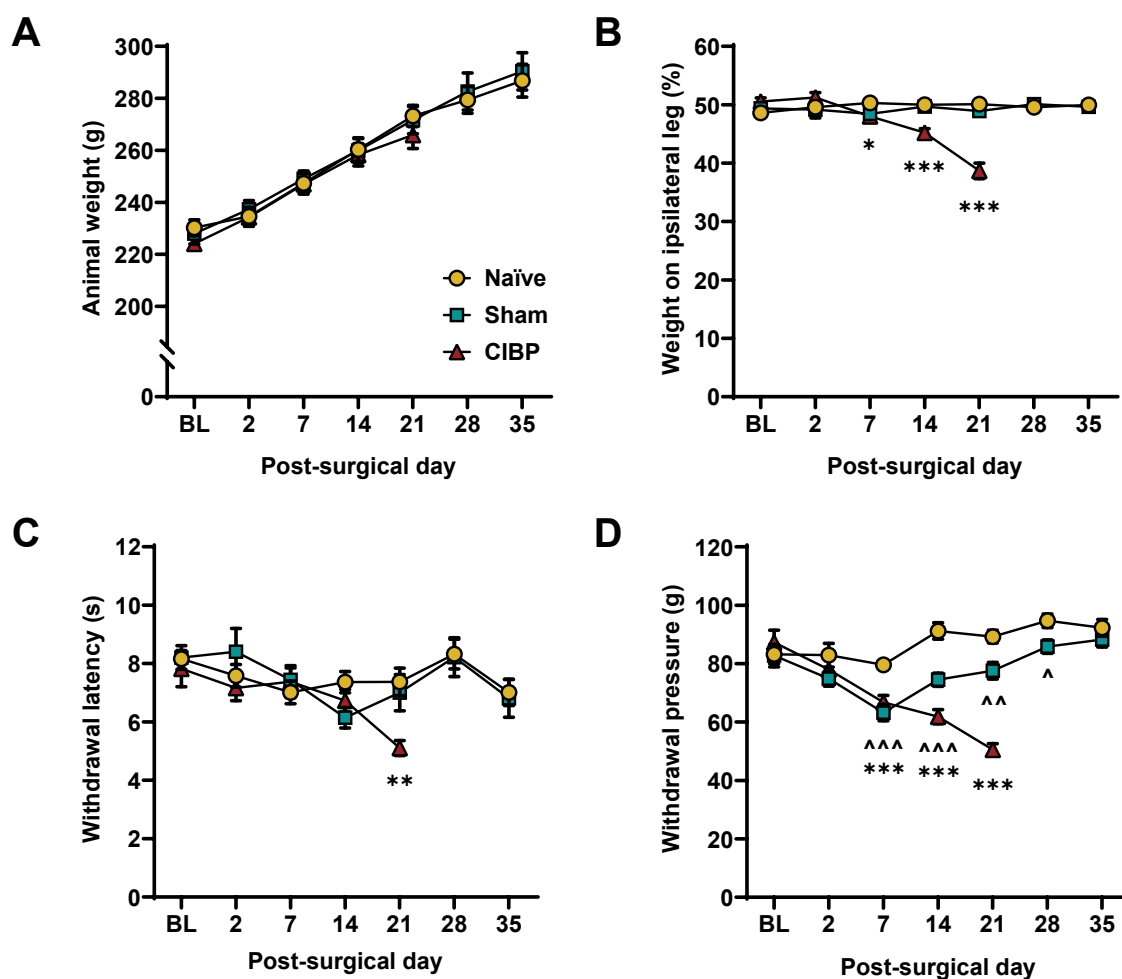 A
Animal weight (g)
300
280
260
240
220
200
0
Naïve
Sham
CIBP
BL 2 7 14 21 28 35
Post-surgical day
B
Weight on ipsilateral leg (%)
60
50
40
30
20
10
0
*
***
***
BL 2 7 14 21 28 35
Post-surgical day
C
Withdrawal latency (s)
12
10
8
6
4
2
0
**
BL 2 7 14 21 28 35
Post-surgical day
D
Withdrawal pressure (g)
120
100
80
60
40
20
0
^
^^
^^^ ^^^
*** *** ***
BL 2 7 14 21 28 35
Post-surgical day